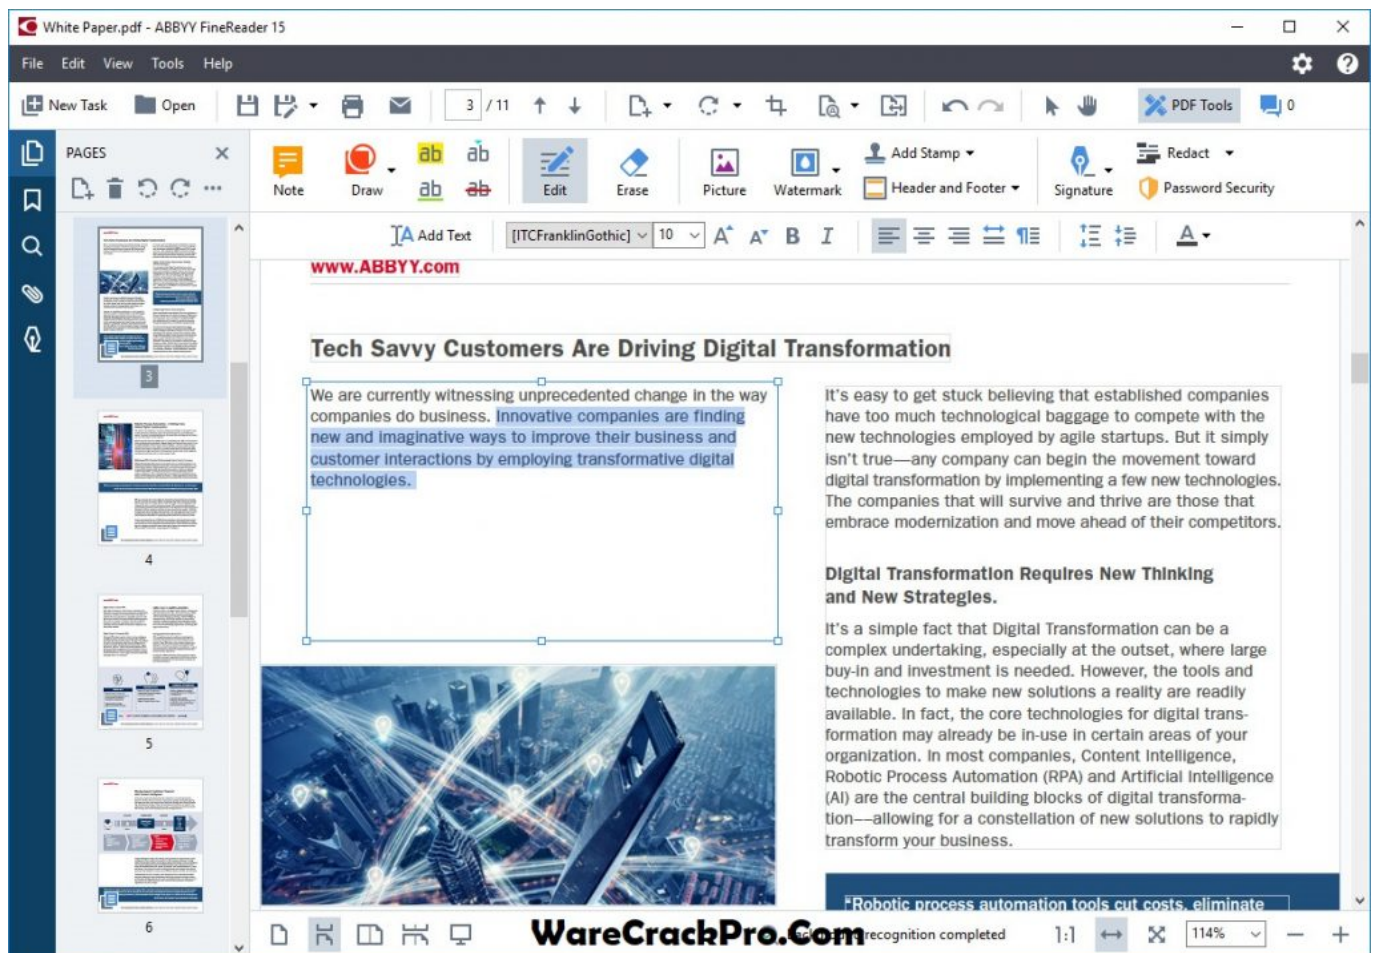 White Paper.pdf - ABBYY FineReader 15
File Edit View Tools Help
New Task Open 3 / 11 PDF Tools 0
PAGES
Note Draw ab ab ab ab Edit Erase Picture Watermark Add Stamp Header and Footer Signature Redact Password Security
Add Text [ITCFranklinGothic] 10 A A B I A
3
4
5
6
www.ABBYY.com
Tech Savvy Customers Are Driving Digital Transformation
We are currently witnessing unprecedented change in the way
companies do business. Innovative companies are finding
new and imaginative ways to improve their business and
customer interactions by employing transformative digital
technologies.
It's easy to get stuck believing that established companies
have too much technological baggage to compete with the
new technologies employed by agile startups. But it simply
isn't true—any company can begin the movement toward
digital transformation by implementing a few new technologies.
The companies that will survive and thrive are those that
embrace modernization and move ahead of their competitors.
Digital Transformation Requires New Thinking
and New Strategies.
It's a simple fact that Digital Transformation can be a
complex undertaking, especially at the outset, where large
buy-in and investment is needed. However, the tools and
technologies to make new solutions a reality are readily
available. In fact, the core technologies for digital trans-
formation may already be in-use in certain areas of your
organization. In most companies, Content Intelligence,
Robotic Process Automation (RPA) and Artificial Intelligence
(AI) are the central building blocks of digital transforma-
tion––allowing for a constellation of new solutions to rapidly
transform your business.
“Robotic process automation tools cut costs, eliminate
WareCrackPro.Com recognition completed 1:1 114%